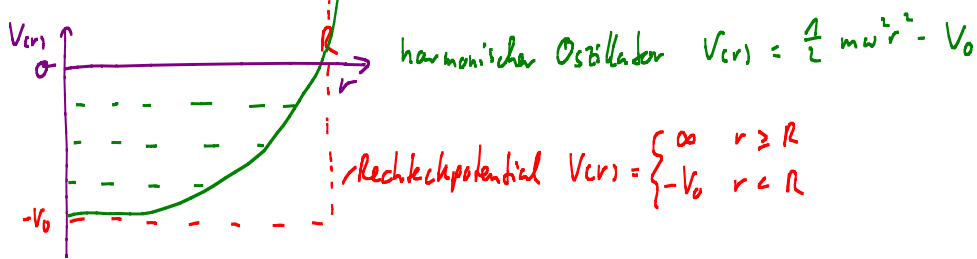 V(r)
0
R
r
-V₀
harmonischer Oszillator V(r) = 1/2 mω²r² - V₀
Rechteckpotential V(r) = { ∞ r ≥ R
-V₀ r < R